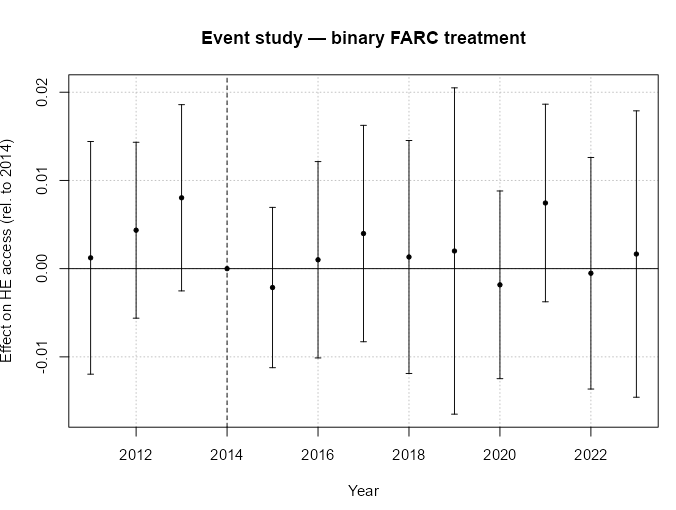 Event study — binary FARC treatment
Effect on HE access (rel. to 2014)
0.02
0.01
0.00
-0.01
2012 2014 2016 2018 2020 2022
Year